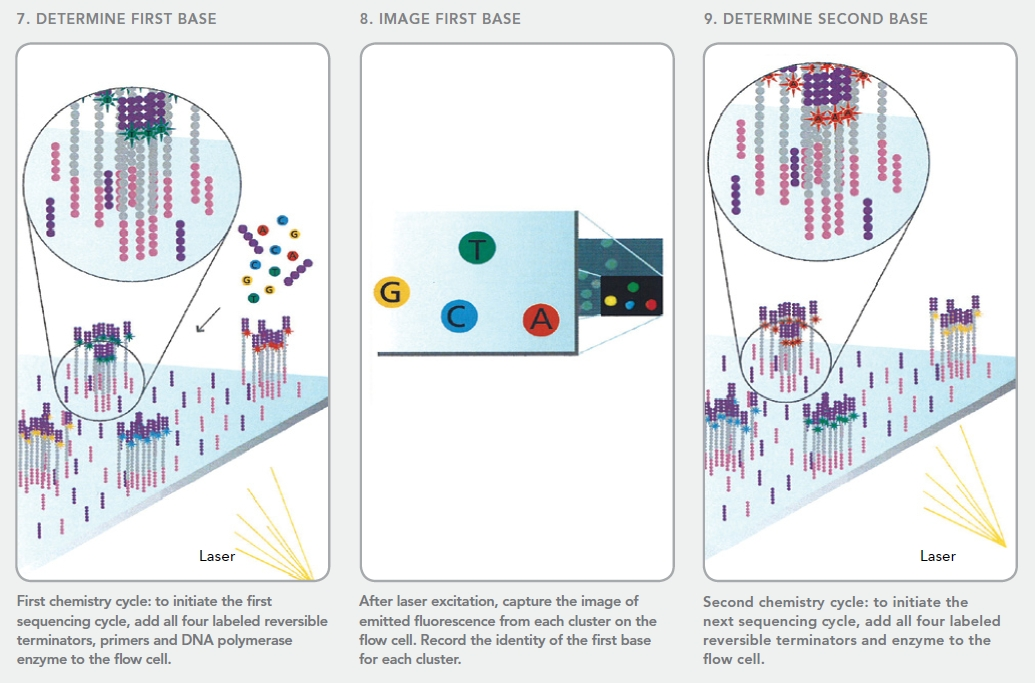 7. DETERMINE FIRST BASE
8. IMAGE FIRST BASE
9. DETERMINE SECOND BASE
C
A
G
C
A
C
T
G
G
T
Laser
T
G
C
A
A
A
A
A
Laser
First chemistry cycle: to initiate the first
sequencing cycle, add all four labeled reversible
terminators, primers and DNA polymerase
enzyme to the flow cell.
After laser excitation, capture the image of
emitted fluorescence from each cluster on the
flow cell. Record the identity of the first base
for each cluster.
Second chemistry cycle: to initiate the
next sequencing cycle, add all four labeled
reversible terminators and enzyme to the
flow cell.